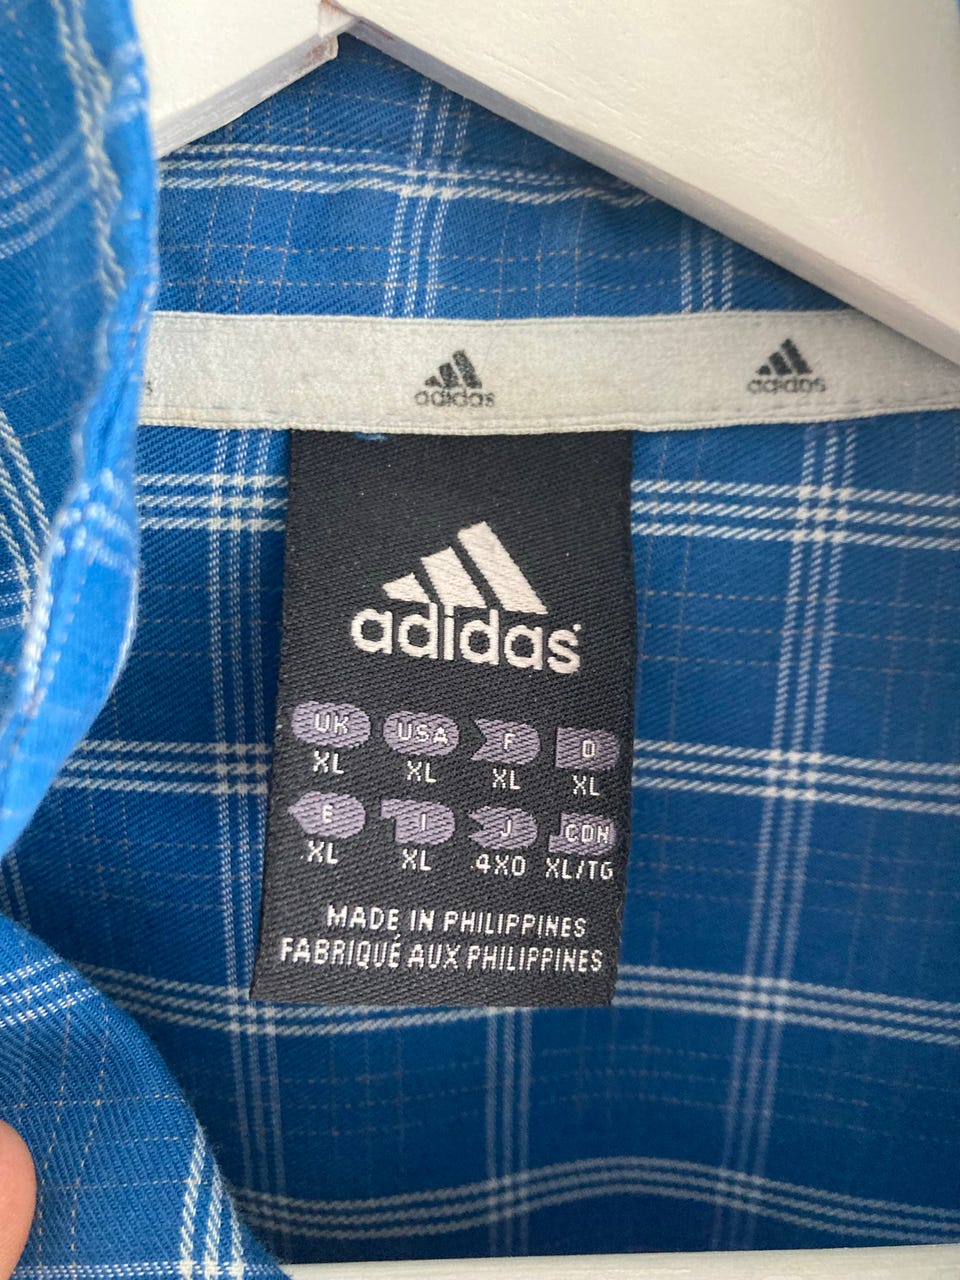 adidas adidas
adidas
UK USA F D
XL XL XL XL
E I J CDN
XL XL 4XO XL/TG
MADE IN PHILIPPINES
FABRIQUÉ AUX PHILIPPINES